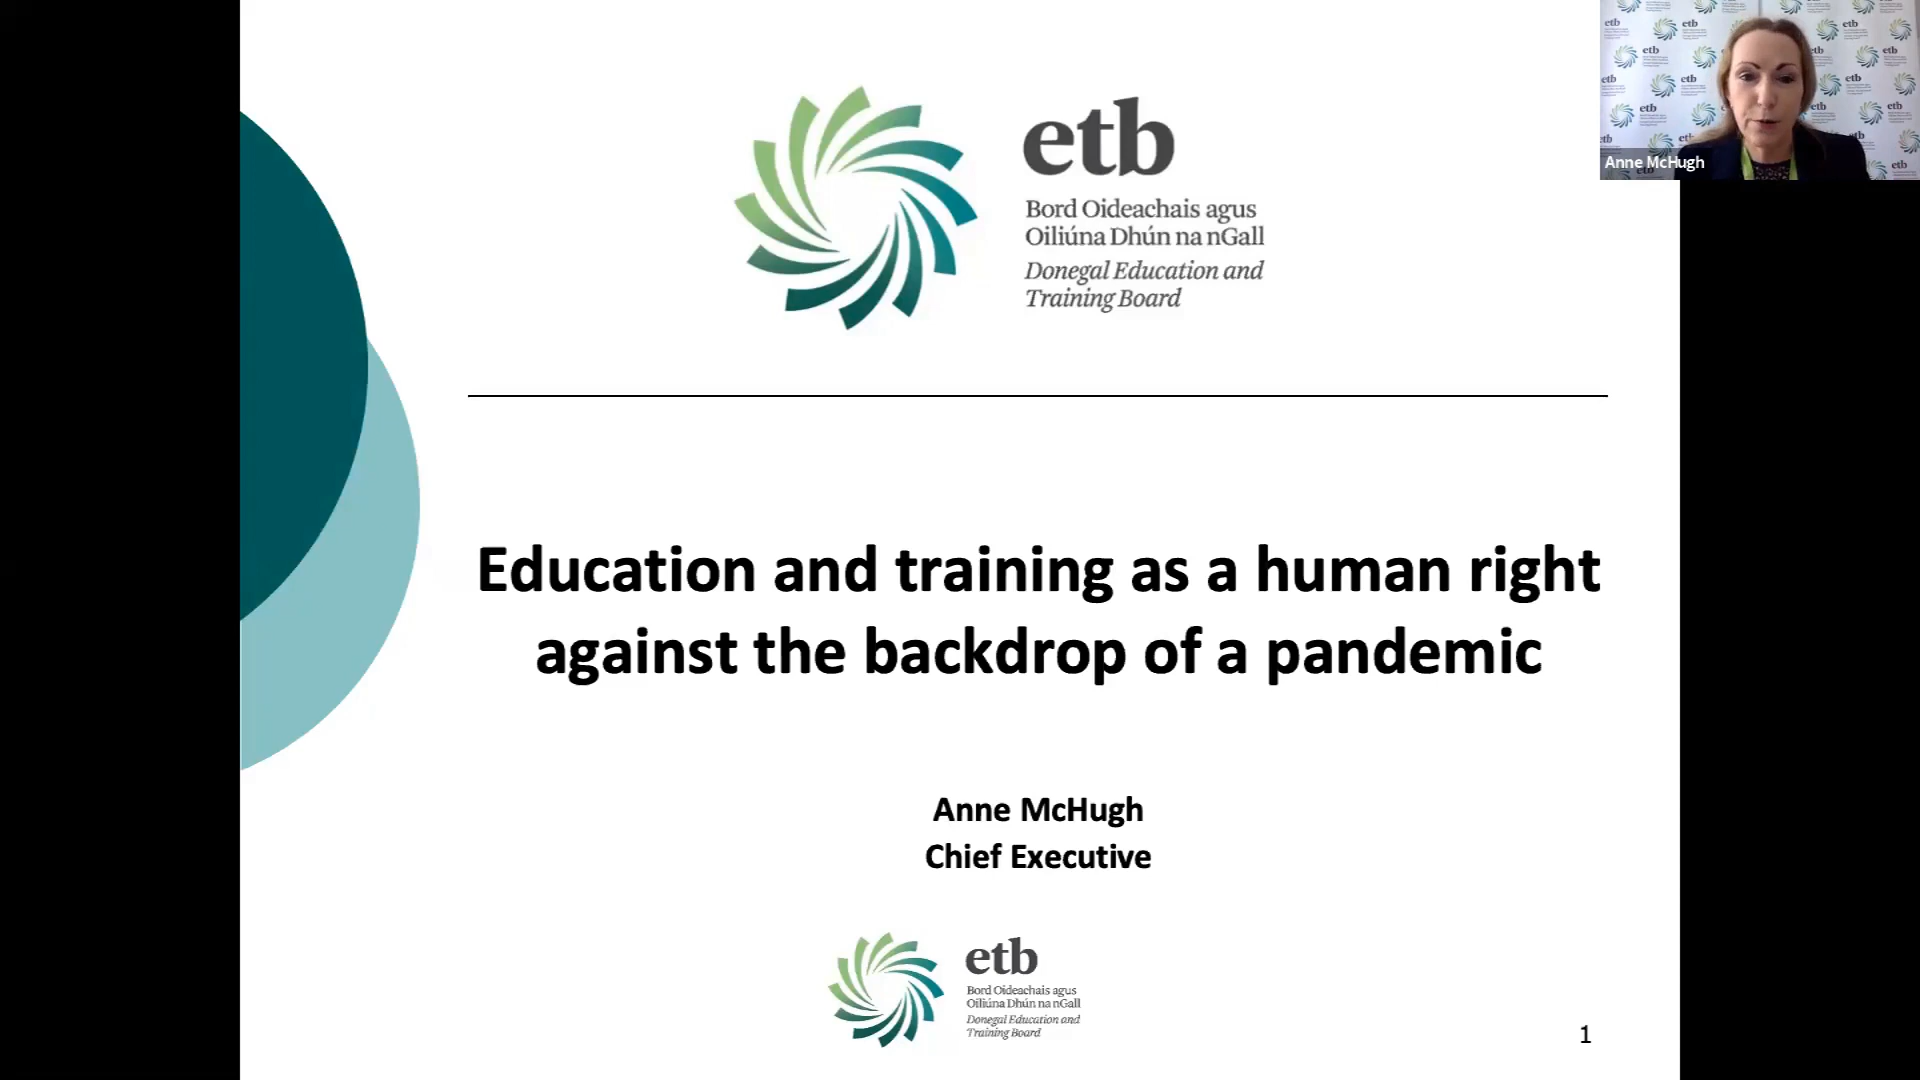 etb
Bord Oideachais agus
Oiliúna Dhún na nGall
Donegal Education and
Training Board
Anne McHugh
Education and training as a human right
against the backdrop of a pandemic
Anne McHugh
Chief Executive
etb
Bord Oideachais agus
Oiliúna Dhún na nGall
Donegal Education and
Training Board
1